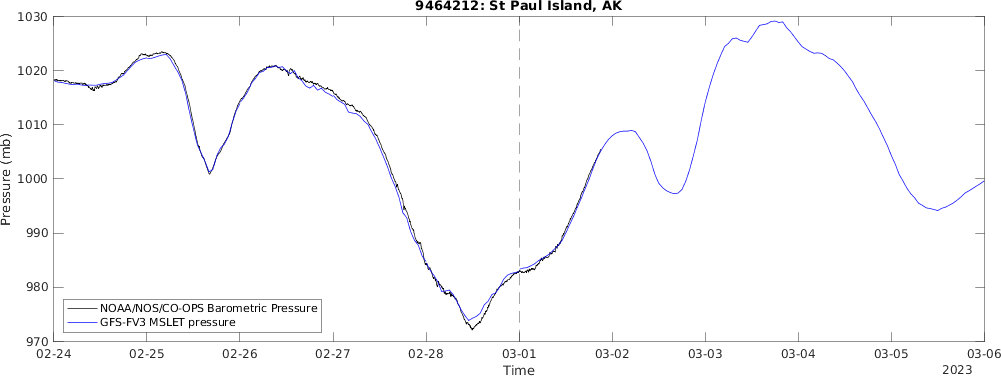 9464212: St Paul Island, AK
Pressure (mb)
1030
1020
1010
1000
990
980
970
NOAA/NOS/CO-OPS Barometric Pressure
GFS-FV3 MSLET pressure
02-24 02-25 02-26 02-27 02-28 03-01 03-02 03-03 03-04 03-05 03-06
Time
2023